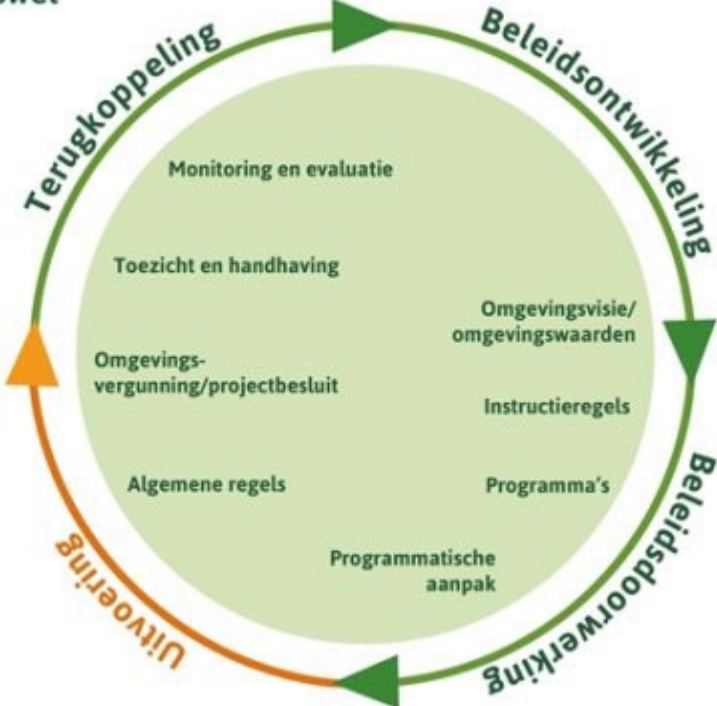 Terugkoppeling
Beleidsontwikkeling
Monitoring en evaluatie
Toezicht en handhaving
Omgevingsvisie/
omgevingswaarden
Omgevings-
vergunning/projectbesluit
Instructieregels
Algemene regels
Programma's
Programmatische
aanpak
Uitvoering
Beleidsdoorwerking